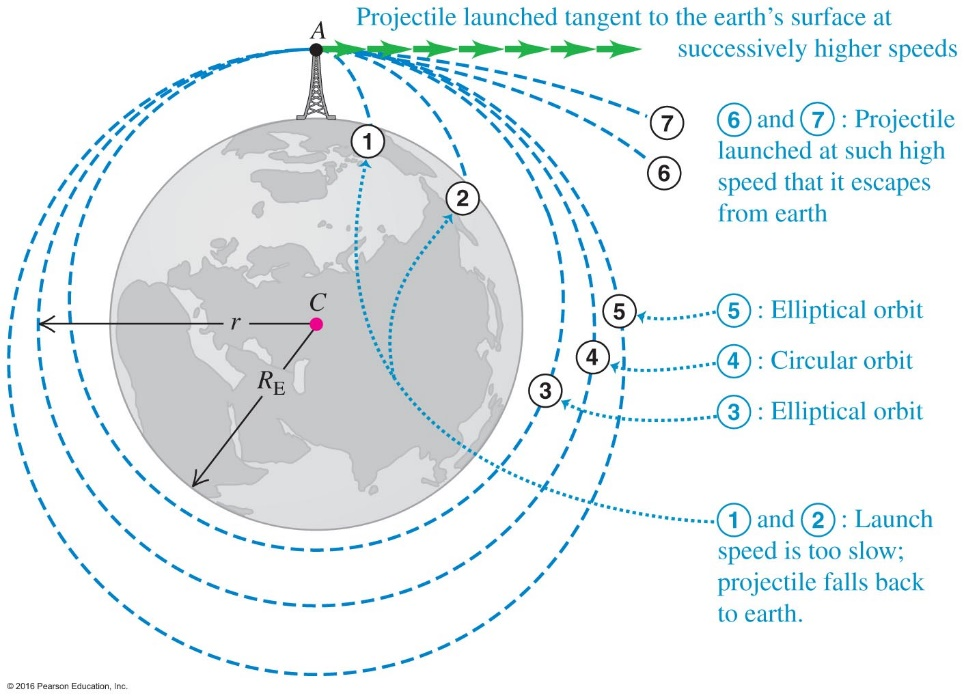 Projectile launched tangent to the earth's surface at
successively higher speeds
A
7
6
6 and 7 : Projectile
launched at such high
speed that it escapes
from earth
1
2
C
r
R_E
5
5 : Elliptical orbit
4
4 : Circular orbit
3
3 : Elliptical orbit
1 and 2 : Launch
speed is too slow;
projectile falls back
to earth.
© 2016 Pearson Education, Inc.